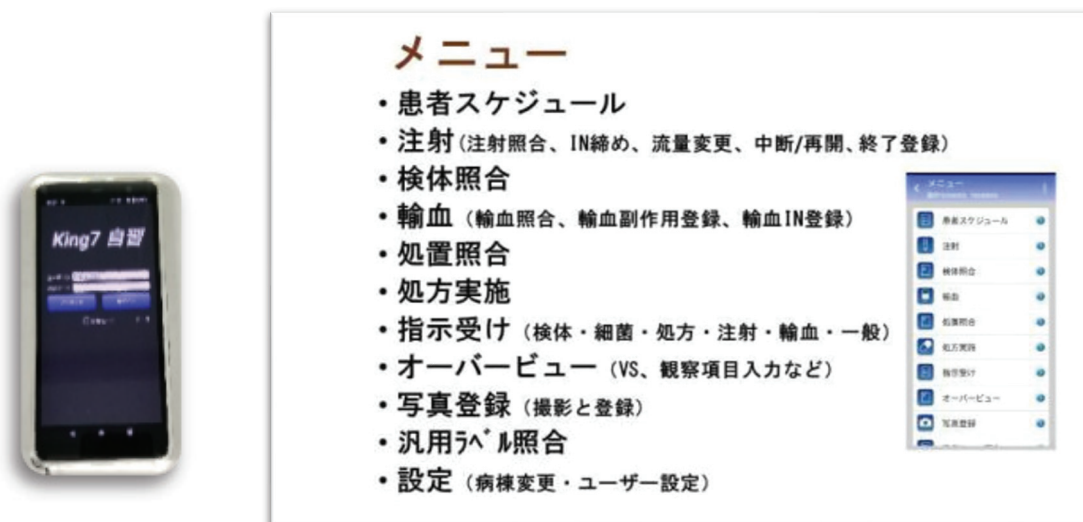 King7 自習
メニュー
・患者スケジュール
・注射(注射照合、IN締め、流量変更、中断/再開、終了登録)
・検体照合
・輸血(輸血照合、輸血副作用登録、輸血IN登録)
・処置照合
・処方実施
・指示受け(検体・細菌・処方・注射・輸血・一般)
・オーバービュー(VS、観察項目入力など)
・写真登録(撮影と登録)
・汎用ﾗﾍﾞﾙ照合
・設定(病棟変更・ユーザー設定)
メニュー
患者スケジュール
注射
検体照合
輸血
処置照合
処方実施
指示受け
オーバービュー
写真登録